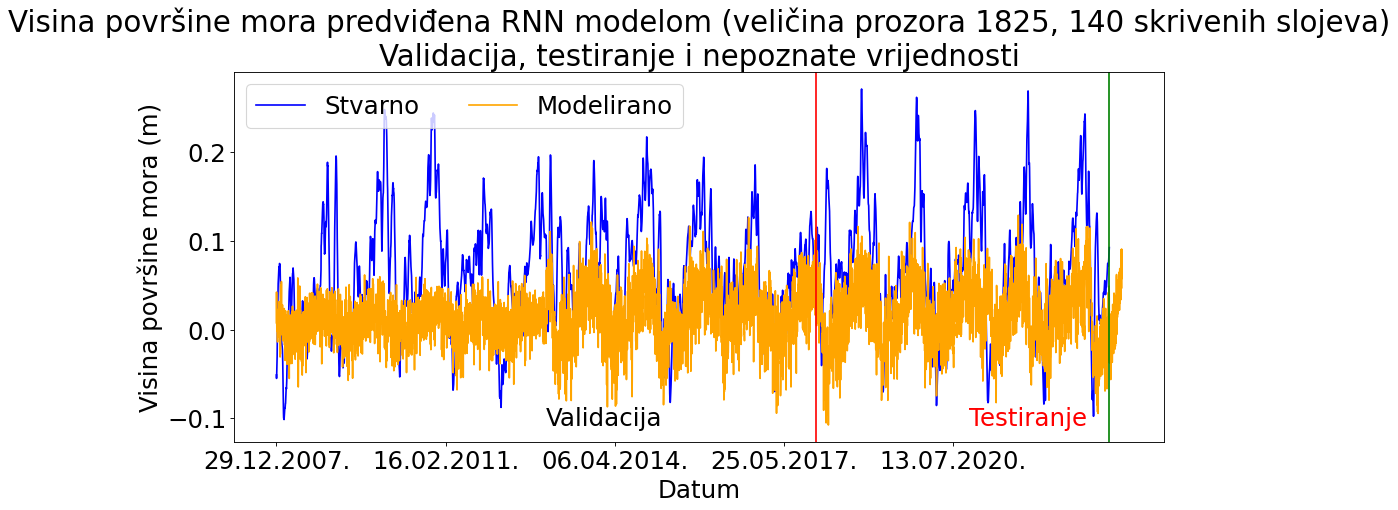 Visina površine mora predviđena RNN modelom (veličina prozora 1825, 140 skrivenih slojeva)
Validacija, testiranje i nepoznate vrijednosti
Stvarno
Modelirano
Visina površine mora (m)
0.2
0.1
0.0
−0.1
Validacija
Testiranje
29.12.2007.
16.02.2011.
06.04.2014.
25.05.2017.
13.07.2020.
Datum